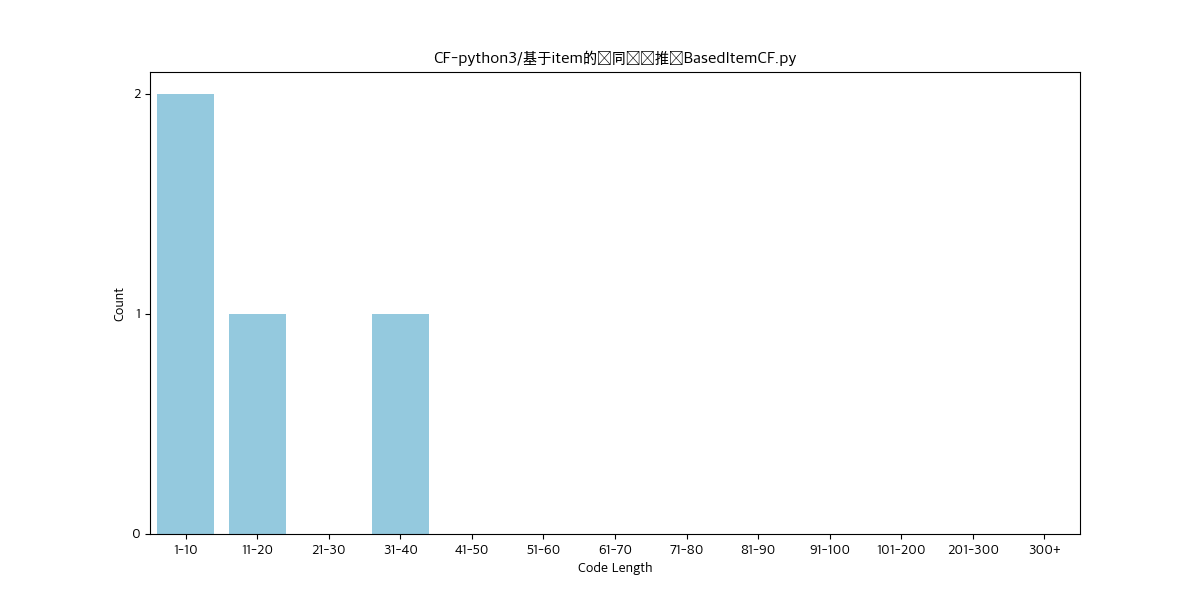 CF-python3/基于item的☒同☒☒推☒BasedItemCF.py
2
1
0
Count
1-10 11-20 21-30 31-40 41-50 51-60 61-70 71-80 81-90 91-100 101-200 201-300 300+
Code Length